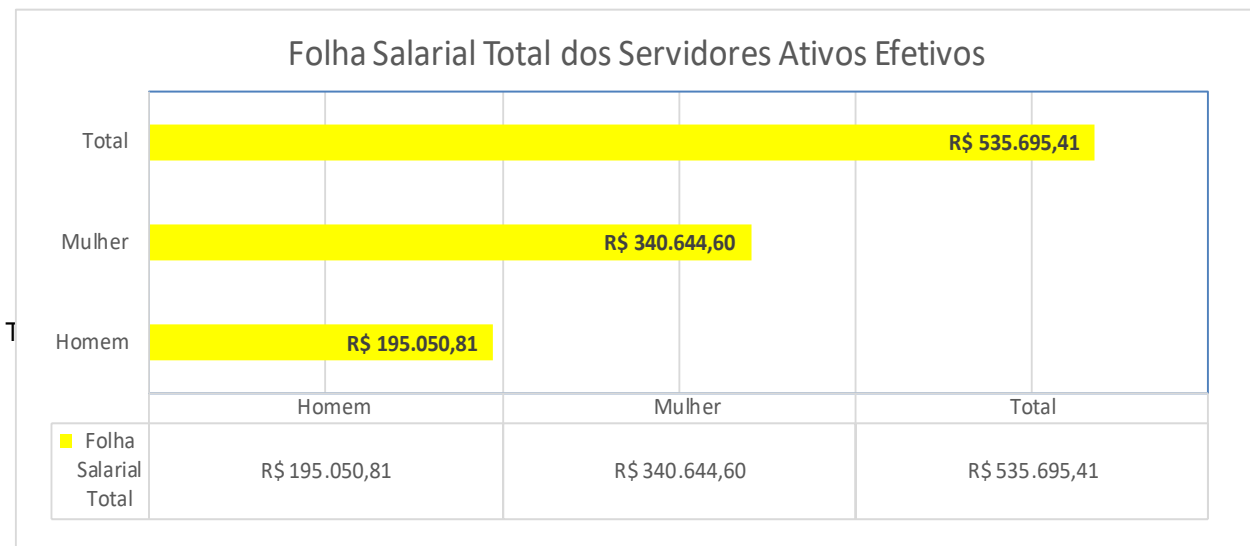 Folha Salarial Total dos Servidores Ativos Efetivos
Total
R$ 535.695,41
Mulher
R$ 340.644,60
T
Homem
R$ 195.050,81
Homem Mulher Total
Folha
Salarial
Total
R$ 195.050,81 R$ 340.644,60 R$ 535.695,41